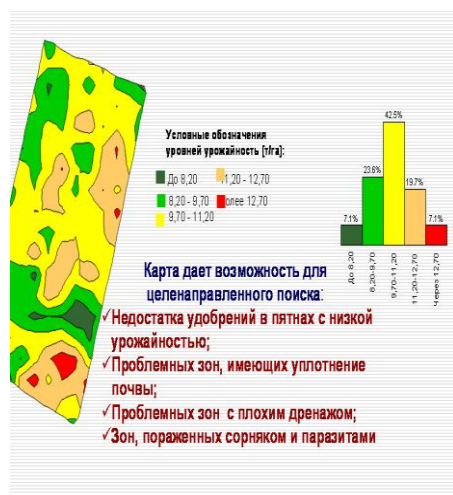 Условные обозначения
уровней урожайность [т/га]:
До 8,20
11,20 - 12,70
8,20 - 9,70
олее 12,70
9,70 - 11,20
7.1%
23.6%
42.5%
19.7%
7.1%
До 8,20
8,20-9,70
9,70-11,20
11,20-12,70
Через 12,70
Карта дает возможность для
целенаправленного поиска:
✓Недостатка удобрений в пятнах с низкой
урожайностью;
✓Проблемных зон, имеющих уплотнение
почвы;
✓Проблемных зон с плохим дренажом;
✓Зон, пораженных сорняком и паразитами